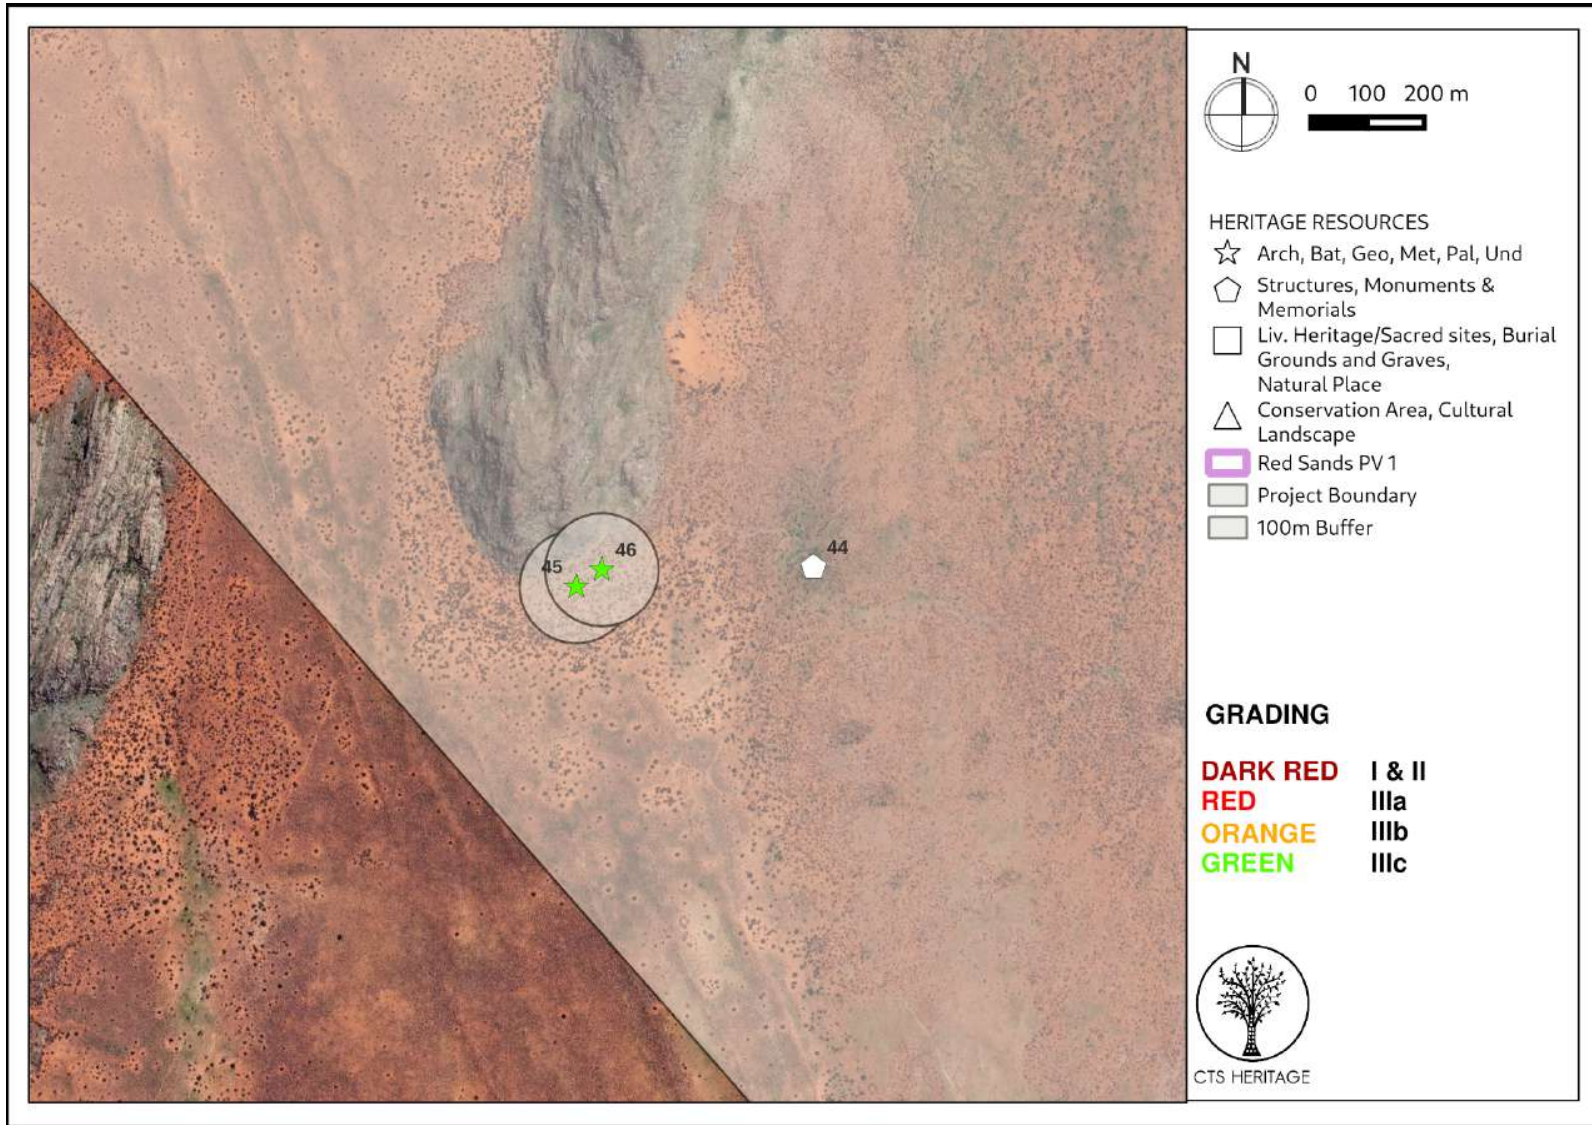 N
0 100 200 m
HERITAGE RESOURCES
Arch, Bat, Geo, Met, Pal, Und
Structures, Monuments &
Memorials
Liv. Heritage/Sacred sites, Burial
Grounds and Graves,
Natural Place
Conservation Area, Cultural
Landscape
Red Sands PV 1
Project Boundary
100m Buffer
45
46
44
GRADING
DARK RED I & II
RED IIIa
ORANGE IIIb
GREEN IIIc
CTS HERITAGE